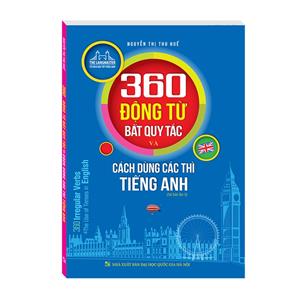 NGUYỄN THỊ THU HUẾ
THE LANGMASTER
360
ĐỘNG TỪ
BẤT QUY TẮC
VÀ
CÁCH DÙNG CÁC THÌ
TIẾNG ANH
NHÀ XUẤT BẢN ĐẠI HỌC QUỐC GIA HÀ NỘI
360 Irregular Verbs
&The Use of Tenses in English